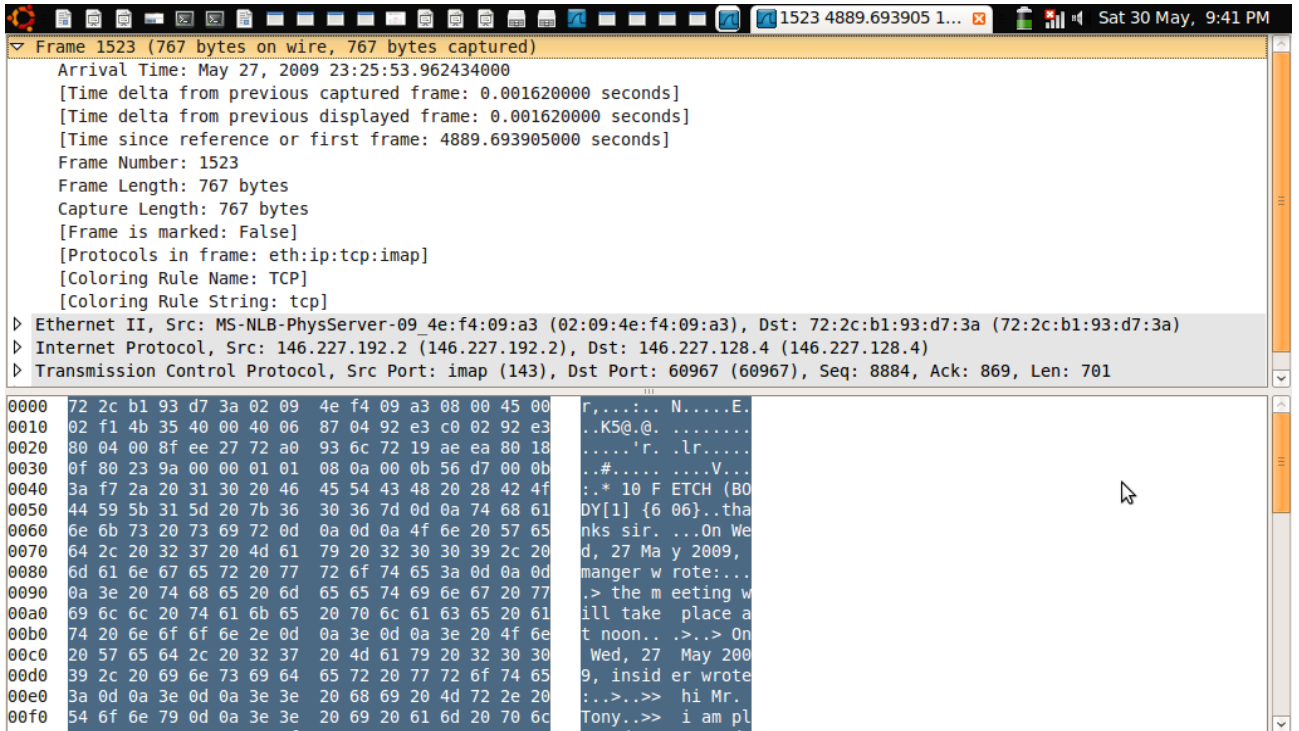 1523 4889.693905 1... Sat 30 May, 9:41 PM
Frame 1523 (767 bytes on wire, 767 bytes captured)
Arrival Time: May 27, 2009 23:25:53.962434000
[Time delta from previous captured frame: 0.001620000 seconds]
[Time delta from previous displayed frame: 0.001620000 seconds]
[Time since reference or first frame: 4889.693905000 seconds]
Frame Number: 1523
Frame Length: 767 bytes
Capture Length: 767 bytes
[Frame is marked: False]
[Protocols in frame: eth:ip:tcp:imap]
[Coloring Rule Name: TCP]
[Coloring Rule String: tcp]
Ethernet II, Src: MS-NLB-PhysServer-09_4e:f4:09:a3 (02:09:4e:f4:09:a3), Dst: 72:2c:b1:93:d7:3a (72:2c:b1:93:d7:3a)
Internet Protocol, Src: 146.227.192.2 (146.227.192.2), Dst: 146.227.128.4 (146.227.128.4)
Transmission Control Protocol, Src Port: imap (143), Dst Port: 60967 (60967), Seq: 8884, Ack: 869, Len: 701
0000 72 2c b1 93 d7 3a 02 09 4e f4 09 a3 08 00 45 00 r,...:.. N.....E.
0010 02 f1 4b 35 40 00 40 06 87 04 92 e3 c0 02 92 e3 ..K5@.@. ........
0020 80 04 00 8f ee 27 72 a0 93 6c 72 19 ae ea 80 18 .....'r. .lr.....
0030 0f 80 23 9a 00 00 01 01 08 0a 00 0b 56 d7 00 0b ..#..... ....V...
0040 3a f7 2a 20 31 30 20 46 45 54 43 48 20 28 42 4f :.* 10 F ETCH (BO
0050 44 59 5b 31 5d 20 7b 36 30 36 7d 0d 0a 74 68 61 DY[1] {6 06}..tha
0060 6e 6b 73 20 73 69 72 0d 0a 0d 0a 4f 6e 20 57 65 nks sir. ...On We
0070 64 2c 20 32 37 20 4d 61 79 20 32 30 30 39 2c 20 d, 27 Ma y 2009,
0080 6d 61 6e 67 65 72 20 77 72 6f 74 65 3a 0d 0a 0d manger w rote:...
0090 0a 3e 20 74 68 65 20 6d 65 65 74 69 6e 67 20 77 .> the m eeting w
00a0 69 6c 6c 20 74 61 6b 65 20 70 6c 61 63 65 20 61 ill take place a
00b0 74 20 6e 6f 6f 6e 2e 0d 0a 3e 0d 0a 3e 20 4f 6e t noon.. .>..> On
00c0 20 57 65 64 2c 20 32 37 20 4d 61 79 20 32 30 30 Wed, 27 May 200
00d0 39 2c 20 69 6e 73 69 64 65 72 20 77 72 6f 74 65 9, insid er wrote
00e0 3a 0d 0a 3e 0d 0a 3e 3e 20 68 69 20 4d 72 2e 20 :..>..>> hi Mr.
00f0 54 6f 6e 79 0d 0a 3e 3e 20 69 20 61 6d 20 70 6c Tony..>> i am pl